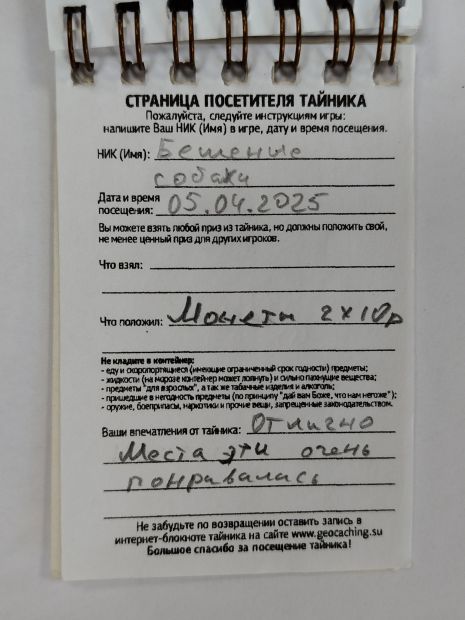 СТРАНИЦА ПОСЕТИТЕЛЯ ТАЙНИКА
Пожалуйста, следуйте инструкциям игры:
напишите Ваш НИК (Имя) в игре, дату и время посещения.
НИК (Имя): Бешеные
собаки
Дата и время
посещения: 05.04.2025
Вы можете взять любой приз из тайника, но должны положить свой,
не менее ценный приз для других игроков.
Что взял:
Что положил: Монеты 2х10р
Не кладите в контейнер:
- еду и скоропортящиеся (имеющие ограниченный срок годности) предметы;
- жидкости (на морозе контейнер может лопнуть) и сильно пахнущие вещества;
- предметы "для взрослых", а так же табачные изделия и алкоголь;
- пришедшие в негодность предметы (по принципу "дай вам Боже, что нам негоже");
- оружие, боеприпасы, наркотики и прочие вещи, запрещенные законодательством.
Ваши впечатления от тайника: Отлично
Места эти очень
понравалась
Не забудьте по возвращении оставить запись в
интернет-блокноте тайника на сайте www.geocaching.su
Большое спасибо за посещение тайника!